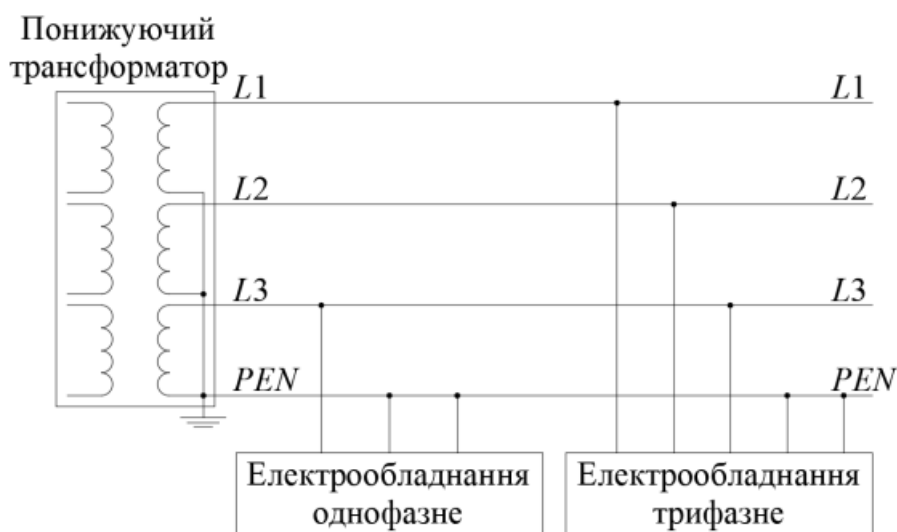 Понижуючий
трансформатор
L1 L1
L2 L2
L3 L3
PEN PEN
Електрообладнання
однофазне
Електрообладнання
трифазне